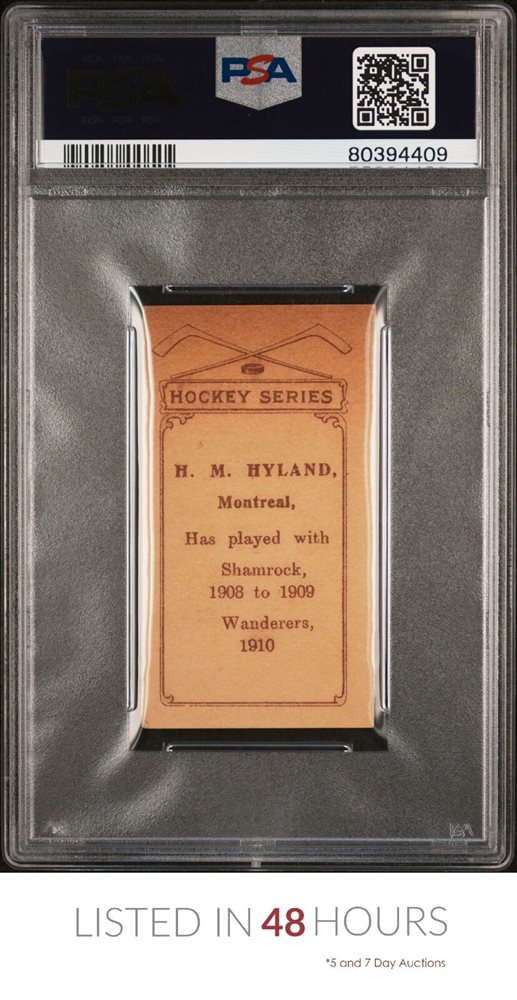 PSA
80394409
HOCKEY SERIES
H. M. HYLAND,
Montreal,
Has played with
Shamrock,
1908 to 1909
Wanderers,
1910
LISTED IN 48 HOURS
*5 and 7 Day Auctions